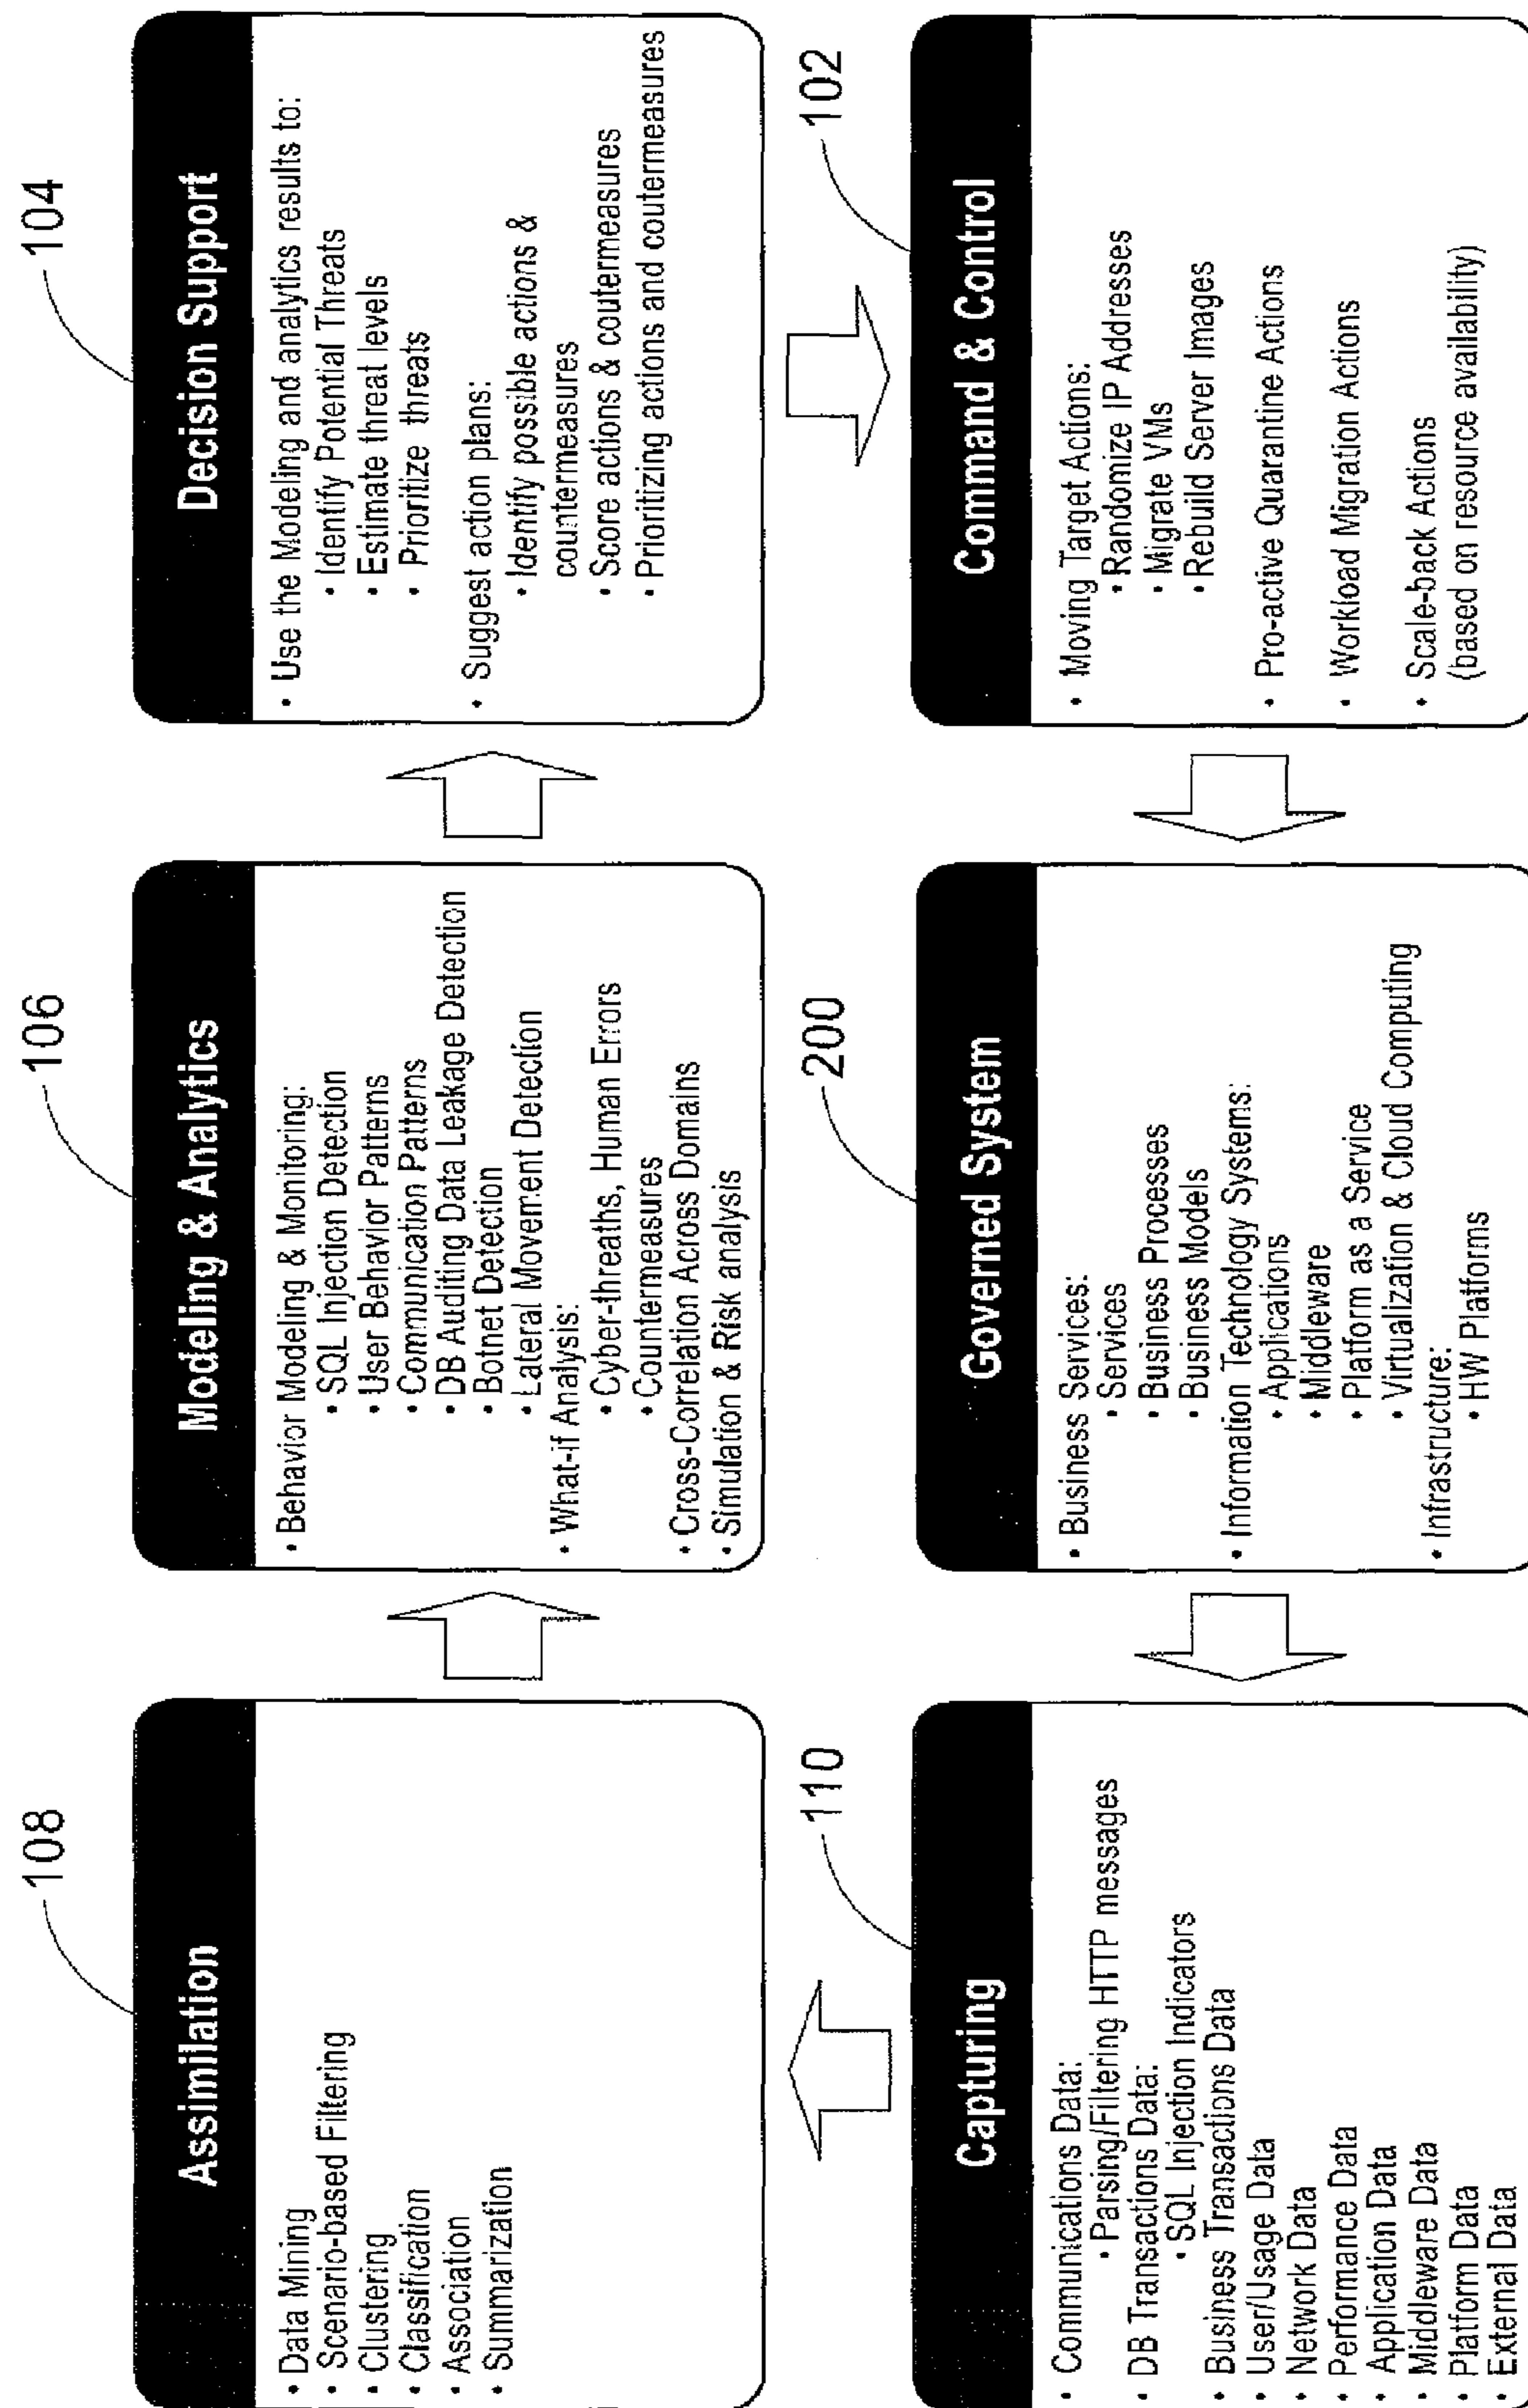 108
Assimilation
• Data Mining
• Scenario-based Filtering
• Clustering
• Classification
• Association
• Summarization
106
Modeling & Analytics
• Behavior Modeling & Monitoring:
• SQL Injection Detection
• User Behavior Patterns
• Communication Patterns
• DB Auditing Data Leakage Detection
• Botnet Detection
• Lateral Movement Detection
• What-if Analysis:
• Cyber-threaths, Human Errors
• Countermeasures
• Cross-Correlation Across Domains
• Simulation & Risk analysis
104
Decision Support
• Use the Modeling and analytics results to:
• Identify Potential Threats
• Estimate threat levels
• Prioritize threats
• Suggest action plans:
• Identify possible actions &
countermeasures
• Score actions & coutermeasures
• Prioritizing actions and coutermeasures
110
Capturing
• Communications Data:
• Parsing/Filtering HTTP messages
• DB Transactions Data:
• SQL Injection Indicators
• Business Transactions Data
• User/Usage Data
• Network Data
• Performance Data
• Application Data
• Middleware Data
• Platform Data
• External Data
200
Governed System
• Business Services:
• Services
• Business Processes
• Business Models
• Information Technology Systems:
• Applications
• Middleware
• Platform as a Service
• Virtualization & Cloud Computing
• Infrastructure:
• HW Platforms
102
Command & Control
• Moving Target Actions:
• Randomize IP Addresses
• Migrate VMs
• Rebuild Server Images
• Pro-active Quarantine Actions
• Workload Migration Actions
• Scale-back Actions
(based on resource availability)